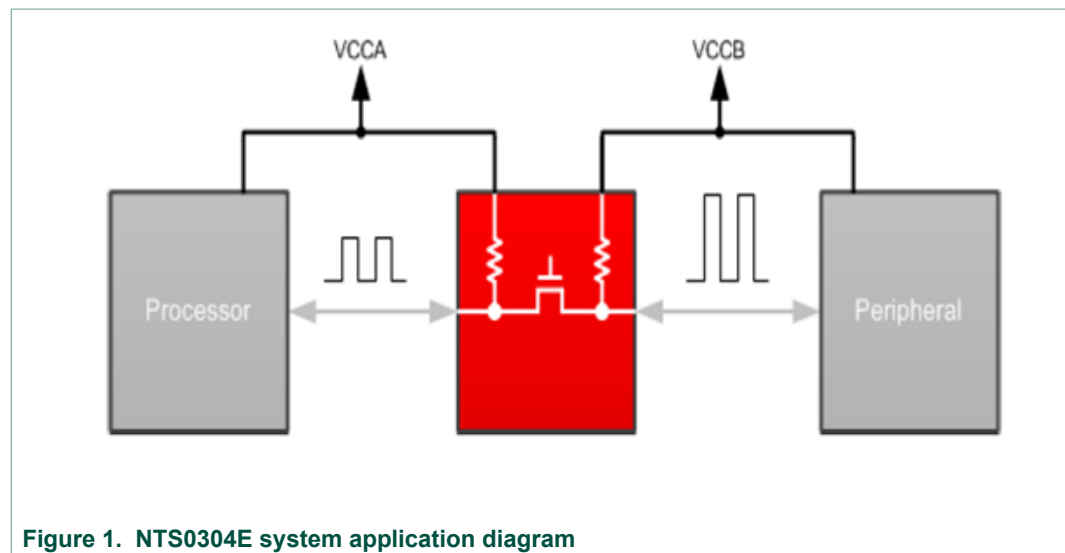 VCCA
VCCB
Processor
Peripheral
Figure 1. NTS0304E system application diagram